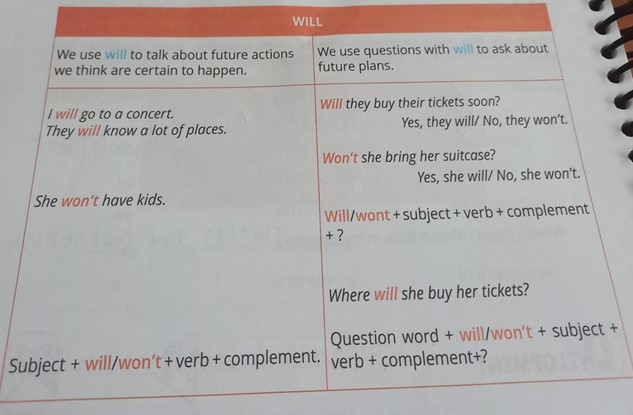 WILL
We use will to talk about future actions
we think are certain to happen.
I will go to a concert.
They will know a lot of places.
She won't have kids.
Subject + will/won't + verb + complement.
We use questions with will to ask about
future plans.
Will they buy their tickets soon?
Yes, they will/ No, they won't.
Won't she bring her suitcase?
Yes, she will/ No, she won't.
Will/wont + subject + verb + complement
+ ?
Where will she buy her tickets?
Question word + will/won't + subject +
verb + complement+?